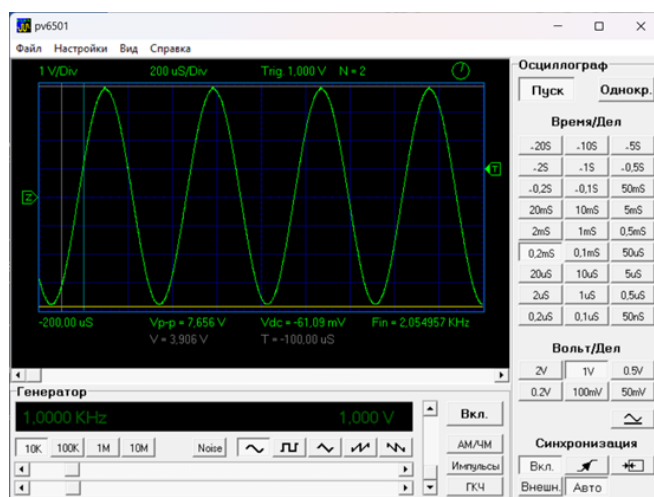 pv6501
Файл Настройки Вид Справка
1 V/Div 200 uS/Div Trig. 1,000 V N = 2
Z
T
-200,00 uS Vp-p = 7,656 V Vdc = -61,09 mV Fin = 2,054957 KHz
V = 3,906 V T = -100,00 uS
Генератор
1,0000 KHz 1,000 V
10K 100K 1M 10M Noise
Вкл.
АМ/ЧМ
Импульсы
ГКЧ
Осциллограф
Пуск Однокр.
Время/Дел
-20S -10S -5S
-2S -1S -0,5S
-0,2S -0,1S 50mS
20mS 10mS 5mS
2mS 1mS 0,5mS
0,2mS 0,1mS 50uS
20uS 10uS 5uS
2uS 1uS 0,5uS
0,2uS 0,1uS 50nS
Вольт/Дел
2V 1V 0.5V
0.2V 100mV 50mV
Синхронизация
Вкл.
Внешн. Авто